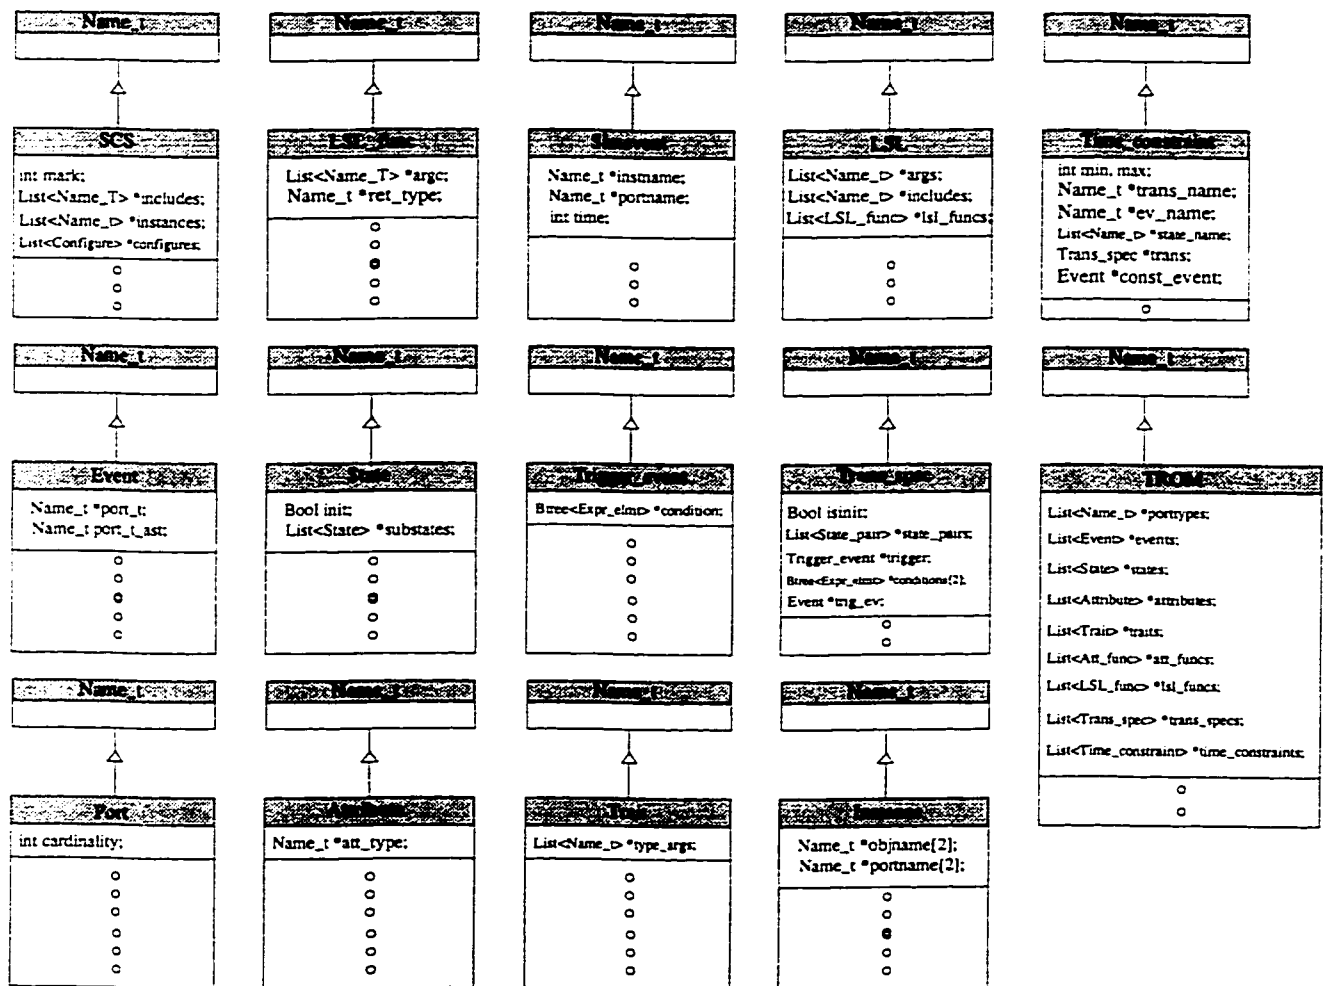 Name_t
Name_t
Name_t
Name_t
Name_t
SCS
int mark;
List<Name_T> *includes;
List<Name_t> *instances;
List<Configure> *configures;
LSL_func
List<Name_T> *argc;
Name_t *ret_type;
Simevent
Name_t *instname;
Name_t *portname;
int time;
LSL
List<Name_t> *args;
List<Name_t> *includes;
List<LSL_func> *lsl_funcs;
Time_constraint
int min, max;
Name_t *trans_name;
Name_t *ev_name;
List<Name_t> *state_name;
Trans_spec *trans;
Event *const_event;
Name_t
Name_t
Name_t
Name_t
Name_t
Event
Name_t *port_t;
Name_t port_t_ast;
State
Bool init;
List<State> *substates;
Trigger_event
Btree<Expr_elmt> *condition;
Trans_spec
Bool isinit;
List<State_pair> *state_pairs;
Trigger_event *trigger;
Btree<Expr_elmt> *conditions[2];
Event *trig_ev;
TROM
List<Name_t> *porttypes;
List<Event> *events;
List<State> *states;
List<Attribute> *attributes;
List<Trait> *traits;
List<Att_func> *att_funcs;
List<LSL_func> *lsl_funcs;
List<Trans_spec> *trans_specs;
List<Time_constraint> *time_constraints;
Name_t
Name_t
Name_t
Name_t
Port
int cardinality;
Attribute
Name_t *att_type;
Trait
List<Name_t> *type_args;
Name_t *objname[2];
Name_t *portname[2];